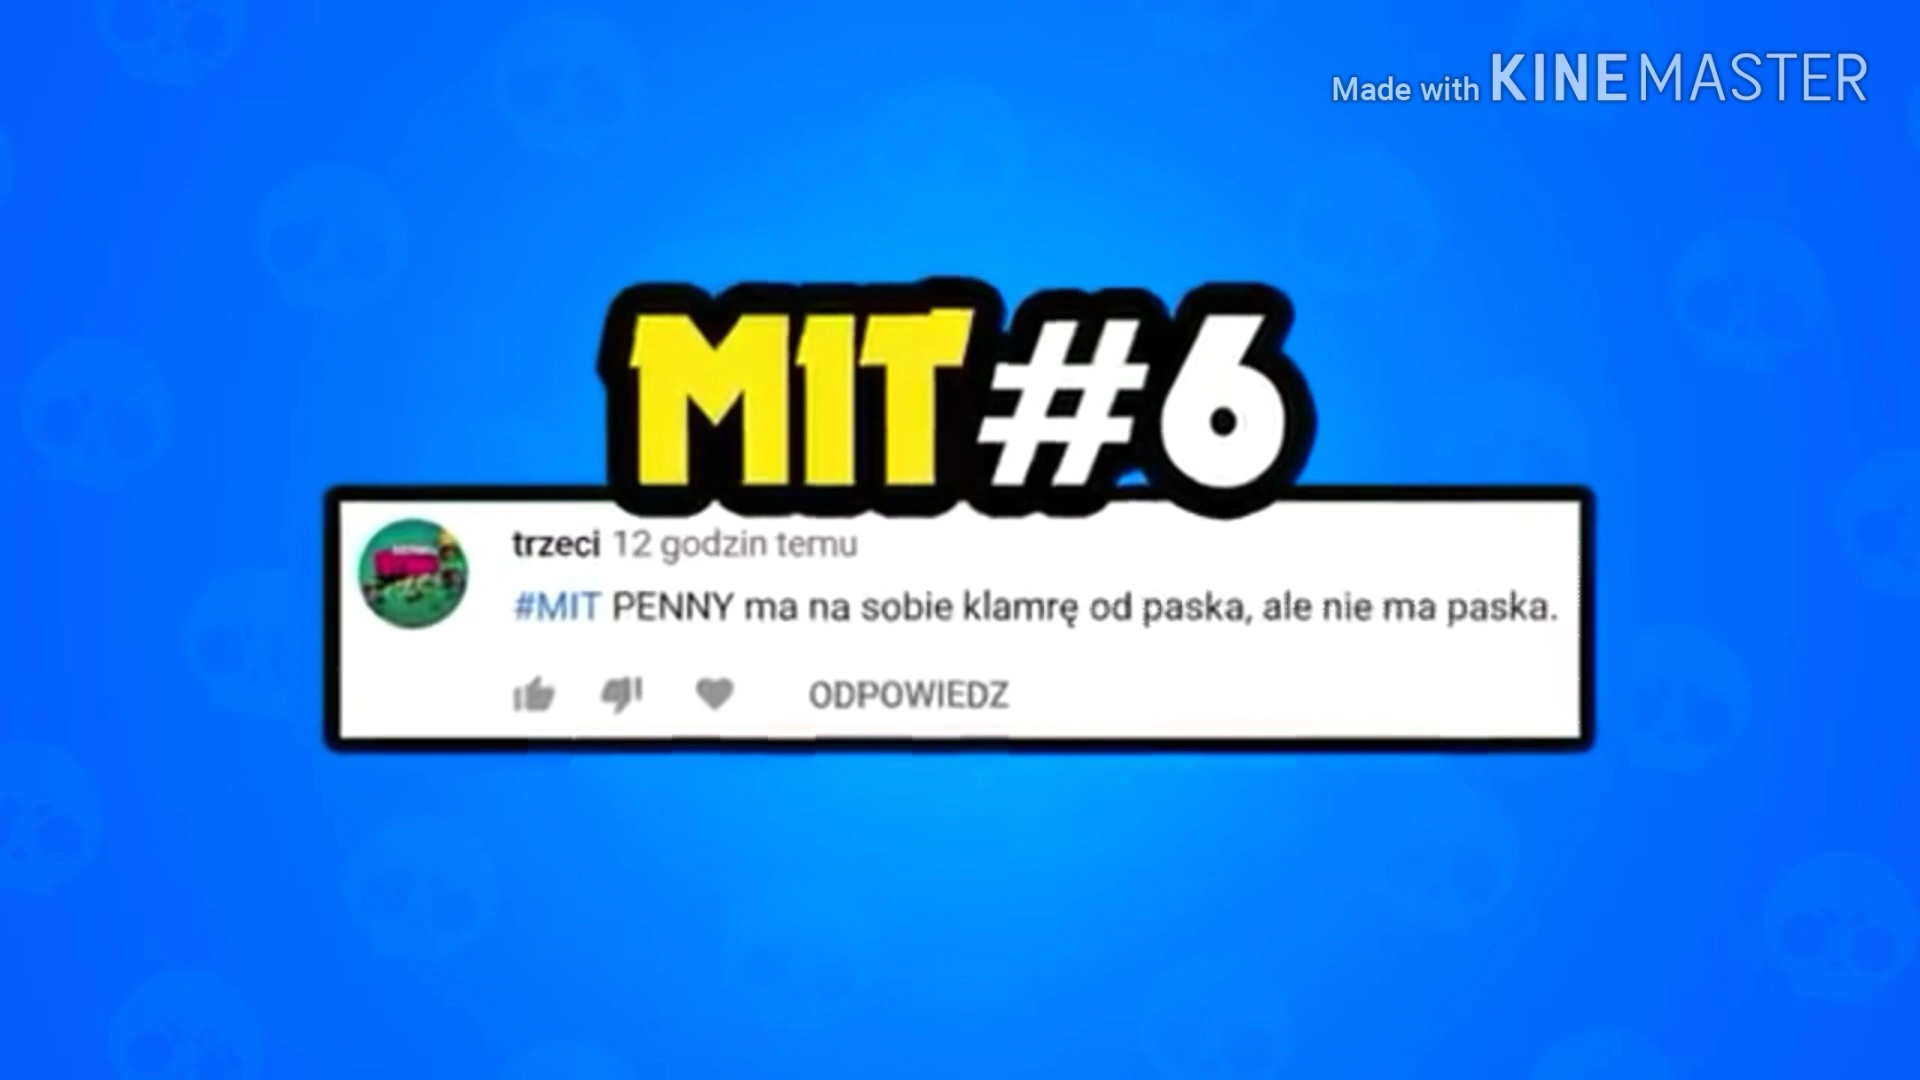 Made with KINEMASTER
MIT#6
trzeci 12 godzin temu
#MIT PENNY ma na sobie klamrę od paska, ale nie ma paska.
ODPOWIEDZ